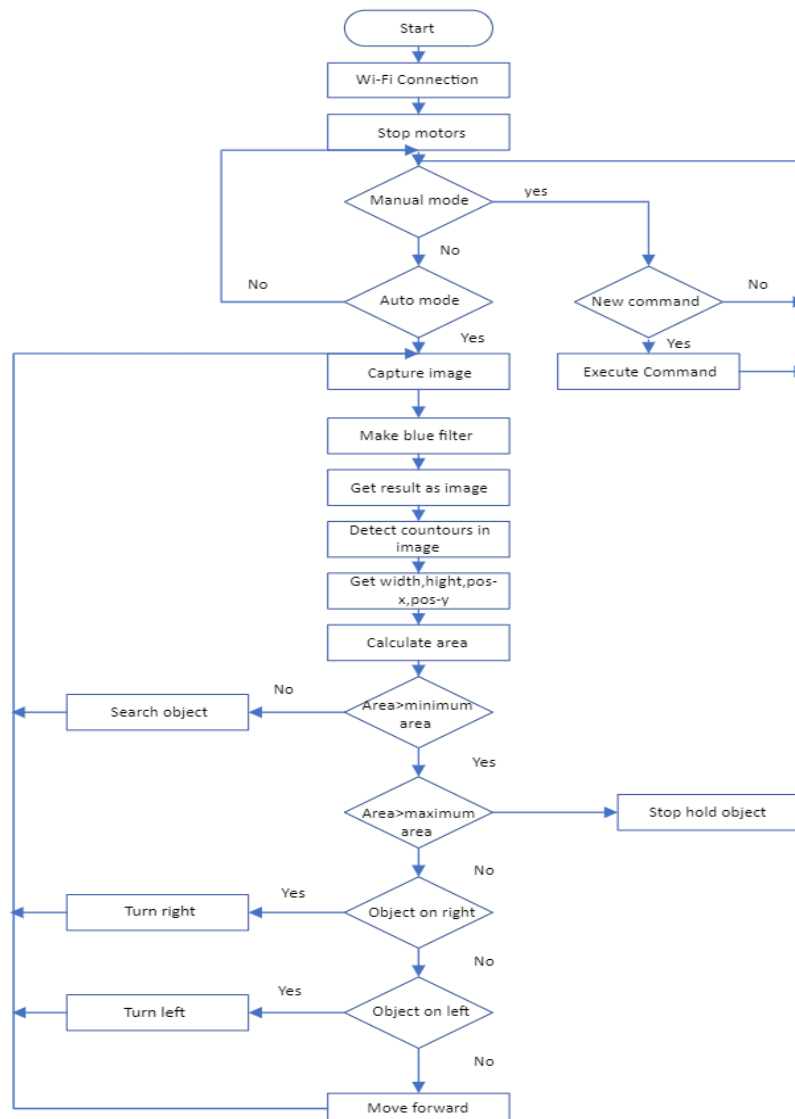 Start
Wi-Fi Connection
Stop motors
Manual mode
yes
No
No
Auto mode
New command
No
Yes
Yes
Capture image
Execute Command
Make blue filter
Get result as image
Detect countours in
image
Get width,hight,pos-
x,pos-y
Calculate area
No
Search object
Area>minimum
area
Yes
Area>maximum
area
Stop hold object
No
Turn right
Yes
Object on right
No
Turn left
Yes
Object on left
No
Move forward